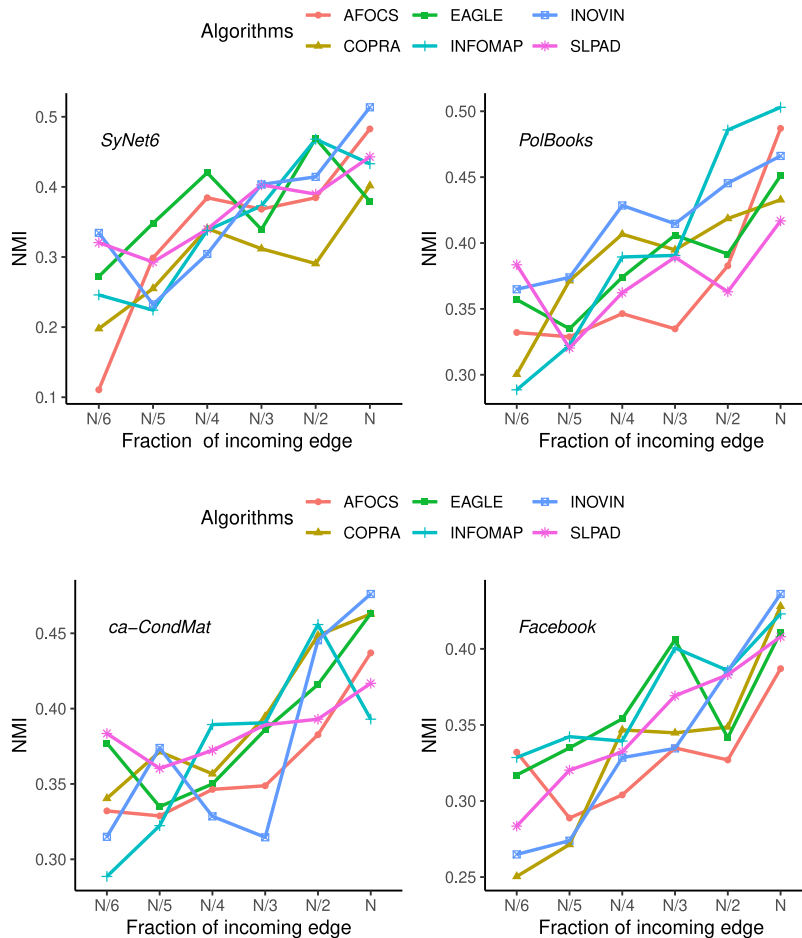 Algorithms AFOCS EAGLE INOVIN
COPRA INFOMAP SLPAD
SyNet6
NMI
0.5
0.4
0.3
0.2
0.1
N/6 N/5 N/4 N/3 N/2 N
Fraction of incoming edge
PolBooks
NMI
0.50
0.45
0.40
0.35
0.30
N/6 N/5 N/4 N/3 N/2 N
Fraction of incoming edge
Algorithms AFOCS EAGLE INOVIN
COPRA INFOMAP SLPAD
ca−CondMat
NMI
0.45
0.40
0.35
0.30
N/6 N/5 N/4 N/3 N/2 N
Fraction of incoming edge
Facebook
NMI
0.40
0.35
0.30
0.25
N/6 N/5 N/4 N/3 N/2 N
Fraction of incoming edge